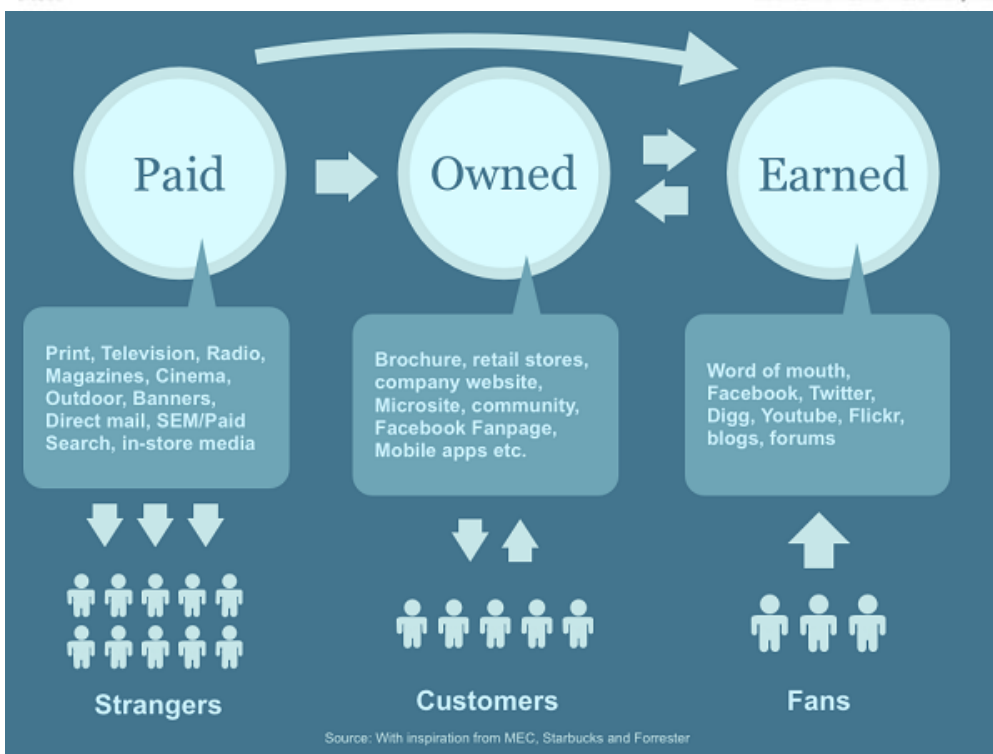 Paid
Owned
Earned
Print, Television, Radio,
Magazines, Cinema,
Outdoor, Banners,
Direct mail, SEM/Paid
Search, in-store media
Brochure, retail stores,
company website,
Microsite, community,
Facebook Fanpage,
Mobile apps etc.
Word of mouth,
Facebook, Twitter,
Digg, Youtube, Flickr,
blogs, forums
Strangers
Customers
Fans
Source: With inspiration from MEC, Starbucks and Forrester